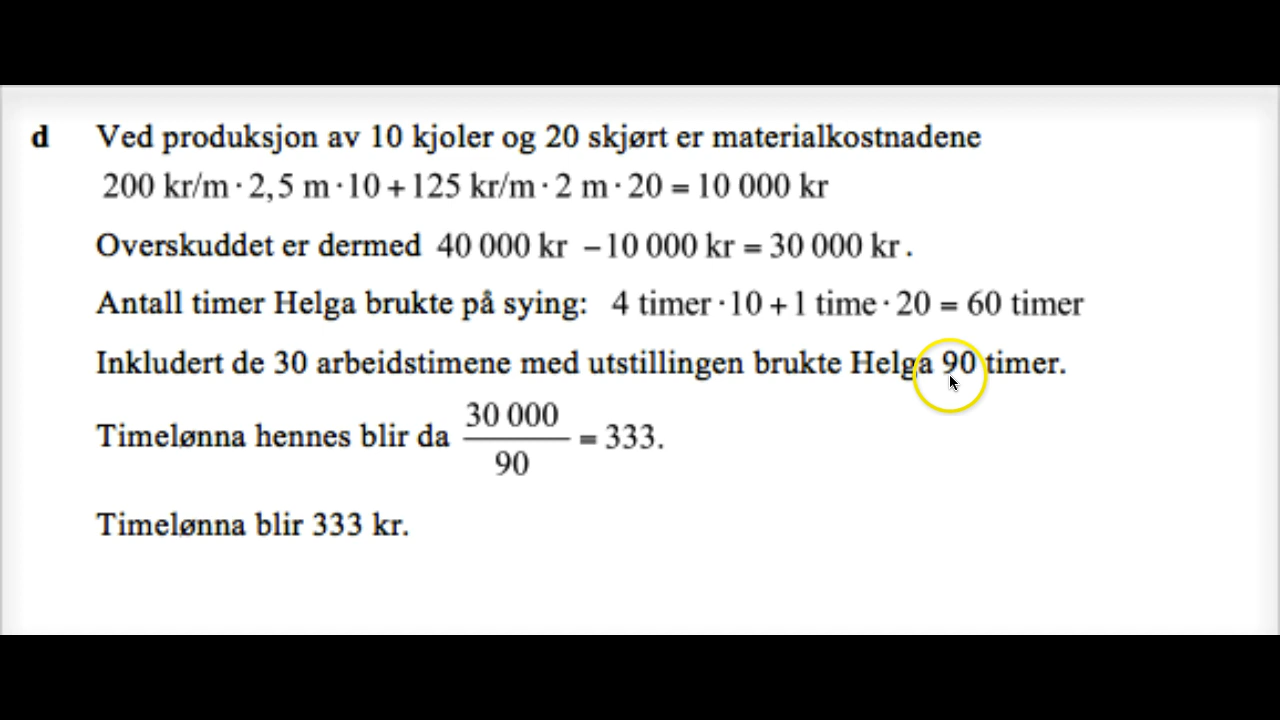 d Ved produksjon av 10 kjoler og 20 skjørt er materialkostnadene
200 kr/m · 2,5 m · 10 + 125 kr/m · 2 m · 20 = 10 000 kr
Overskuddet er dermed 40 000 kr − 10 000 kr = 30 000 kr .
Antall timer Helga brukte på sying: 4 timer · 10 + 1 time · 20 = 60 timer
Inkludert de 30 arbeidstimene med utstillingen brukte Helga 90 timer.
Timelønna hennes blir da 30 000 / 90 = 333.
Timelønna blir 333 kr.